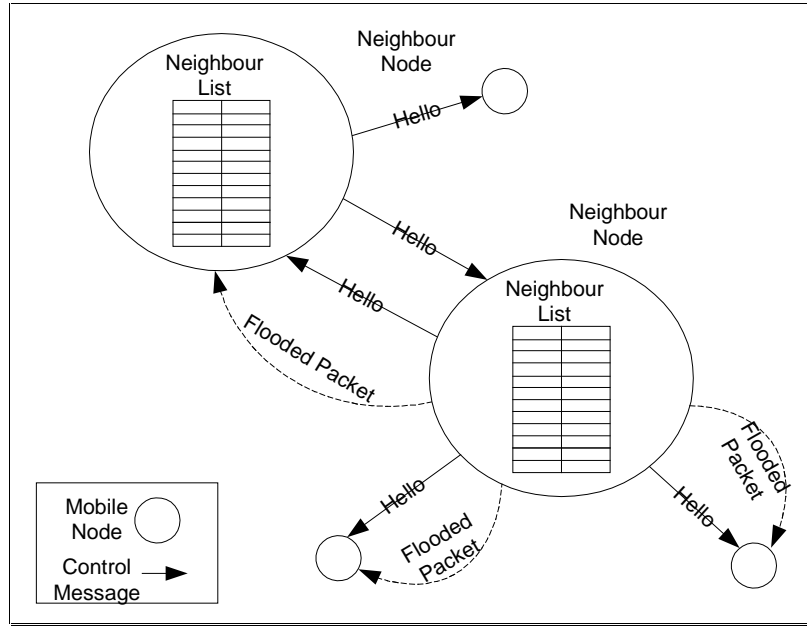 Neighbour
Node
Neighbour
List
Hello
Neighbour
Node
Hello
Hello
Neighbour
List
Flooded Packet
Flooded
Packet
Hello
Hello
Flooded
Packet
Mobile
Node
Control
Message